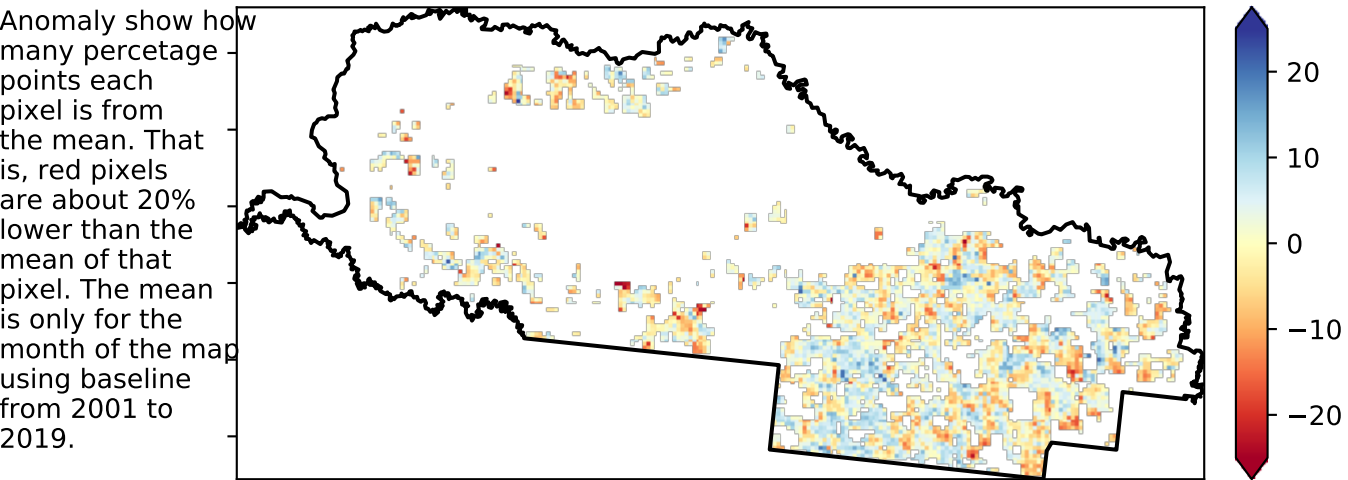 Anomaly show how
many percetage
points each
pixel is from
the mean. That
is, red pixels
are about 20%
lower than the
mean of that
pixel. The mean
is only for the
month of the map
using baseline
from 2001 to
2019.
20
10
0
−10
−20